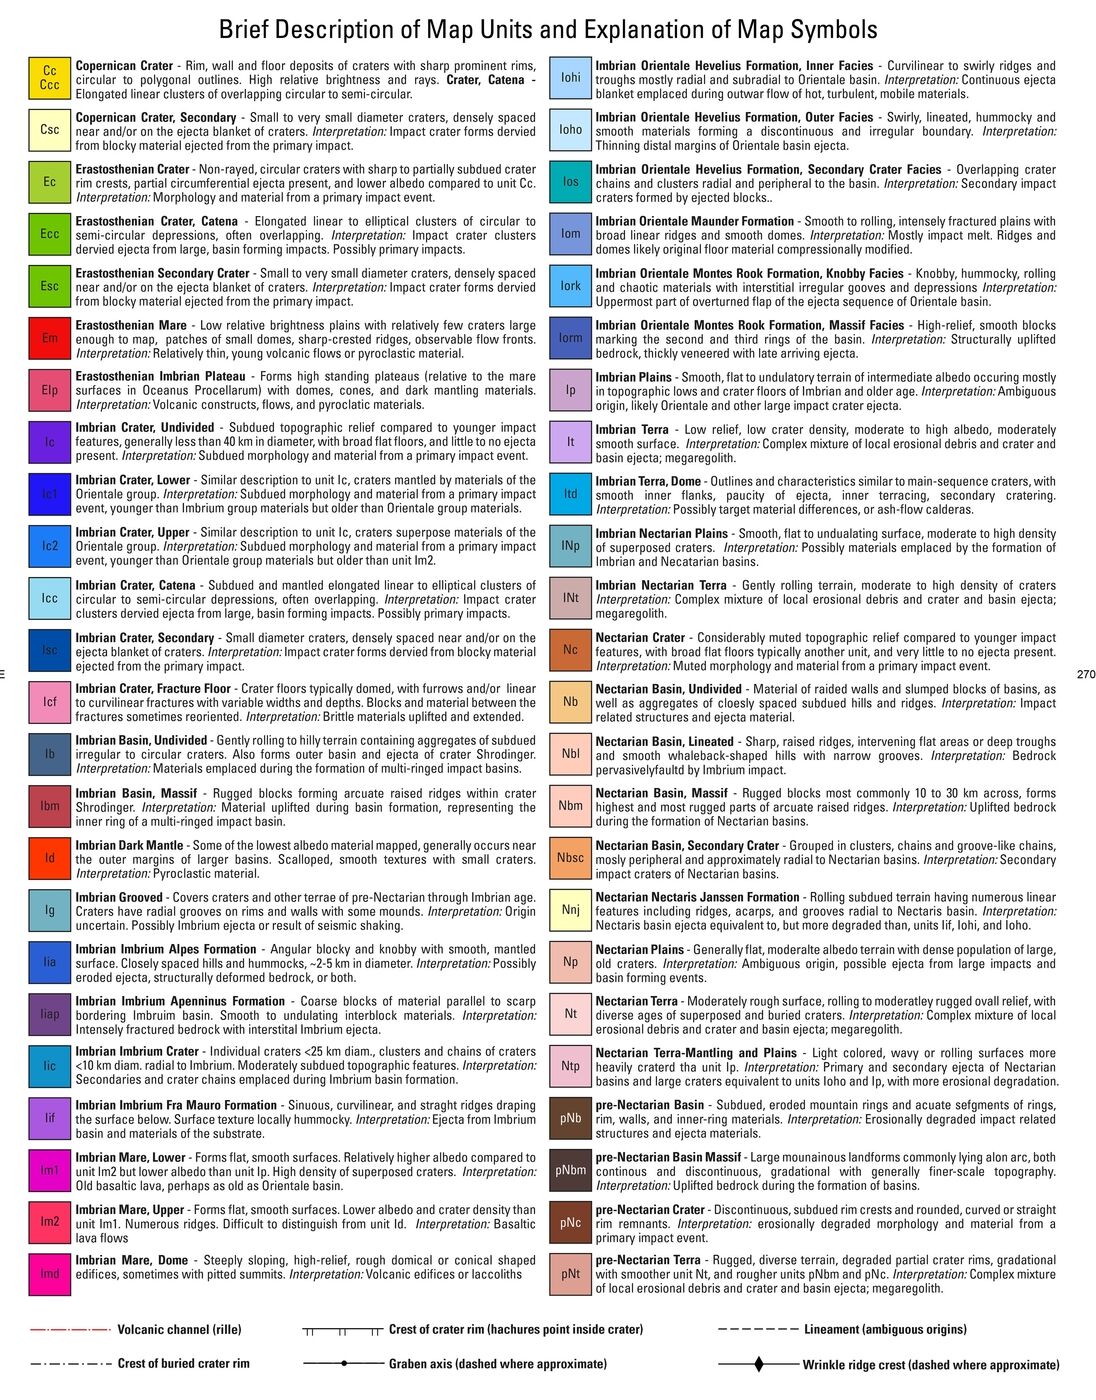 Brief Description of Map Units and Explanation of Map Symbols
Cc
Ccc
Copernican Crater - Rim, wall and floor deposits of craters with sharp prominent rims,
circular to polygonal outlines. High relative brightness and rays. Crater, Catena -
Elongated linear clusters of overlapping circular to semi-circular.
Csc
Copernican Crater, Secondary - Small to very small diameter craters, densely spaced
near and/or on the ejecta blanket of craters. Interpretation: Impact crater forms dervied
from blocky material ejected from the primary impact.
Ec
Erastosthenian Crater - Non-rayed, circular craters with sharp to partially subdued crater
rim crests, partial circumferential ejecta present, and lower albedo compared to unit Cc.
Interpretation: Morphology and material from a primary impact event.
Ecc
Erastosthenian Crater, Catena - Elongated linear to elliptical clusters of circular to
semi-circular depressions, often overlapping. Interpretation: Impact crater clusters
dervied ejecta from large, basin forming impacts. Possibly primary impacts.
Esc
Erastosthenian Secondary Crater - Small to very small diameter craters, densely spaced
near and/or on the ejecta blanket of craters. Interpretation: Impact crater forms dervied
from blocky material ejected from the primary impact.
Em
Erastosthenian Mare - Low relative brightness plains with relatively few craters large
enough to map, patches of small domes, sharp-crested ridges, observable flow fronts.
Interpretation: Relatively thin, young volcanic flows or pyroclastic material.
EIp
Erastosthenian Imbrian Plateau - Forms high standing plateaus (relative to the mare
surfaces in Oceanus Procellarum) with domes, cones, and dark mantling materials.
Interpretation: Volcanic constructs, flows, and pyroclatic materials.
Ic
Imbrian Crater, Undivided - Subdued topographic relief compared to younger impact
features, generally less than 40 km in diameter, with broad flat floors, and little to no ejecta
present. Interpretation: Subdued morphology and material from a primary impact event.
Ic1
Imbrian Crater, Lower - Similar description to unit Ic, craters mantled by materials of the
Orientale group. Interpretation: Subdued morphology and material from a primary impact
event, younger than Imbrium group materials but older than Orientale group materials.
Ic2
Imbrian Crater, Upper - Similar description to unit Ic, craters superpose materials of the
Orientale group. Interpretation: Subdued morphology and material from a primary impact
event, younger than Orientale group materials but older than unit Im2.
Icc
Imbrian Crater, Catena - Subdued and mantled elongated linear to elliptical clusters of
circular to semi-circular depressions, often overlapping. Interpretation: Impact crater
clusters dervied ejecta from large, basin forming impacts. Possibly primary impacts.
Isc
Imbrian Crater, Secondary - Small diameter craters, densely spaced near and/or on the
ejecta blanket of craters. Interpretation: Impact crater forms dervied from blocky material
ejected from the primary impact.
Icf
Imbrian Crater, Fracture Floor - Crater floors typically domed, with furrows and/or linear
to curvilinear fractures with variable widths and depths. Blocks and material between the
fractures sometimes reoriented. Interpretation: Brittle materials uplifted and extended.
Ib
Imbrian Basin, Undivided - Gently rolling to hilly terrain containing aggregates of subdued
irregular to circular craters. Also forms outer basin and ejecta of crater Shrodinger.
Interpretation: Materials emplaced during the formation of multi-ringed impact basins.
Ibm
Imbrian Basin, Massif - Rugged blocks forming arcuate raised ridges within crater
Shrodinger. Interpretation: Material uplifted during basin formation, representing the
inner ring of a multi-ringed impact basin.
Id
Imbrian Dark Mantle - Some of the lowest albedo material mapped, generally occurs near
the outer margins of larger basins. Scalloped, smooth textures with small craters.
Interpretation: Pyroclastic material.
Ig
Imbrian Grooved - Covers craters and other terrae of pre-Nectarian through Imbrian age.
Craters have radial grooves on rims and walls with some mounds. Interpretation: Origin
uncertain. Possibly Imbrium ejecta or result of seismic shaking.
Iia
Imbrian Imbrium Alpes Formation - Angular blocky and knobby with smooth, mantled
surface. Closely spaced hills and hummocks, ~2-5 km in diameter. Interpretation: Possibly
eroded ejecta, structurally deformed bedrock, or both.
Iiap
Imbrian Imbrium Apenninus Formation - Coarse blocks of material parallel to scarp
bordering Imbruim basin. Smooth to undulating interblock materials. Interpretation:
Intensely fractured bedrock with interstital Imbrium ejecta.
Iic
Imbrian Imbrium Crater - Individual craters <25 km diam., clusters and chains of craters
<10 km diam. radial to Imbrium. Moderately subdued topographic features. Interpretation:
Secondaries and crater chains emplaced during Imbrium basin formation.
Iif
Imbrian Imbrium Fra Mauro Formation - Sinuous, curvilinear, and straght ridges draping
the surface below. Surface texture locally hummocky. Interpretation: Ejecta from Imbrium
basin and materials of the substrate.
Im1
Imbrian Mare, Lower - Forms flat, smooth surfaces. Relatively higher albedo compared to
unit Im2 but lower albedo than unit Ip. High density of superposed craters. Interpretation:
Old basaltic lava, perhaps as old as Orientale basin.
Im2
Imbrian Mare, Upper - Forms flat, smooth surfaces. Lower albedo and crater density than
unit Im1. Numerous ridges. Difficult to distinguish from unit Id. Interpretation: Basaltic
lava flows
Imd
Imbrian Mare, Dome - Steeply sloping, high-relief, rough domical or conical shaped
edifices, sometimes with pitted summits. Interpretation: Volcanic edifices or laccoliths
Iohi
Imbrian Orientale Hevelius Formation, Inner Facies - Curvilinear to swirly ridges and
troughs mostly radial and subradial to Orientale basin. Interpretation: Continuous ejecta
blanket emplaced during outwar flow of hot, turbulent, mobile materials.
Ioho
Imbrian Orientale Hevelius Formation, Outer Facies - Swirly, lineated, hummocky and
smooth materials forming a discontinuous and irregular boundary. Interpretation:
Thinning distal margins of Orientale basin ejecta.
Ios
Imbrian Orientale Hevelius Formation, Secondary Crater Facies - Overlapping crater
chains and clusters radial and peripheral to the basin. Interpretation: Secondary impact
craters formed by ejected blocks..
Iom
Imbrian Orientale Maunder Formation - Smooth to rolling, intensely fractured plains with
broad linear ridges and smooth domes. Interpretation: Mostly impact melt. Ridges and
domes likely original floor material compressionally modified.
Iork
Imbrian Orientale Montes Rook Formation, Knobby Facies - Knobby, hummocky, rolling
and chaotic materials with interstitial irregular gooves and depressions Interpretation:
Uppermost part of overturned flap of the ejecta sequence of Orientale basin.
Iorm
Imbrian Orientale Montes Rook Formation, Massif Facies - High-relief, smooth blocks
marking the second and third rings of the basin. Interpretation: Structurally uplifted
bedrock, thickly veneered with late arriving ejecta.
Ip
Imbrian Plains - Smooth, flat to undulatory terrain of intermediate albedo occuring mostly
in topographic lows and crater floors of Imbrian and older age. Interpretation: Ambiguous
origin, likely Orientale and other large impact crater ejecta.
It
Imbrian Terra - Low relief, low crater density, moderate to high albedo, moderately
smooth surface. Interpretation: Complex mixture of local erosional debris and crater and
basin ejecta; megaregolith.
Itd
Imbrian Terra, Dome - Outlines and characteristics similar to main-sequence craters, with
smooth inner flanks, paucity of ejecta, inner terracing, secondary cratering.
Interpretation: Possibly target material differences, or ash-flow calderas.
INp
Imbrian Nectarian Plains - Smooth, flat to undualating surface, moderate to high density
of superposed craters. Interpretation: Possibly materials emplaced by the formation of
Imbrian and Necatarian basins.
INt
Imbrian Nectarian Terra - Gently rolling terrain, moderate to high density of craters
Interpretation: Complex mixture of local erosional debris and crater and basin ejecta;
megaregolith.
Nc
Nectarian Crater - Considerably muted topographic relief compared to younger impact
features, with broad flat floors typically another unit, and very little to no ejecta present.
Interpretation: Muted morphology and material from a primary impact event.
Nb
Nectarian Basin, Undivided - Material of raided walls and slumped blocks of basins, as
well as aggregates of cloesly spaced subdued hills and ridges. Interpretation: Impact
related structures and ejecta material.
Nbl
Nectarian Basin, Lineated - Sharp, raised ridges, intervening flat areas or deep troughs
and smooth whaleback-shaped hills with narrow grooves. Interpretation: Bedrock
pervasivelyfaultd by Imbrium impact.
Nbm
Nectarian Basin, Massif - Rugged blocks most commonly 10 to 30 km across, forms
highest and most rugged parts of arcuate raised ridges. Interpretation: Uplifted bedrock
during the formation of Nectarian basins.
Nbsc
Nectarian Basin, Secondary Crater - Grouped in clusters, chains and groove-like chains,
mosly peripheral and approximately radial to Nectarian basins. Interpretation: Secondary
impact craters of Nectarian basins.
Nnj
Nectarian Nectaris Janssen Formation - Rolling subdued terrain having numerous linear
features including ridges, acarps, and grooves radial to Nectaris basin. Interpretation:
Nectaris basin ejecta equivalent to, but more degraded than, units Iif, Iohi, and Ioho.
Np
Nectarian Plains - Generally flat, moderalte albedo terrain with dense population of large,
old craters. Interpretation: Ambiguous origin, possible ejecta from large impacts and
basin forming events.
Nt
Nectarian Terra - Moderately rough surface, rolling to moderatley rugged ovall relief, with
diverse ages of superposed and buried craters. Interpretation: Complex mixture of local
erosional debris and crater and basin ejecta; megaregolith.
Ntp
Nectarian Terra-Mantling and Plains - Light colored, wavy or rolling surfaces more
heavily craterd tha unit Ip. Interpretation: Primary and secondary ejecta of Nectarian
basins and large craters equivalent to units Ioho and Ip, with more erosional degradation.
pNb
pre-Nectarian Basin - Subdued, eroded mountain rings and acuate sefgments of rings,
rim, walls, and inner-ring materials. Interpretation: Erosionally degraded impact related
structures and ejecta materials.
pNbm
pre-Nectarian Basin Massif - Large mounainous landforms commonly lying alon arc, both
continous and discontinuous, gradational with generally finer-scale topography.
Interpretation: Uplifted bedrock during the formation of basins.
pNc
pre-Nectarian Crater - Discontinuous, subdued rim crests and rounded, curved or straight
rim remnants. Interpretation: erosionally degraded morphology and material from a
primary impact event.
pNt
pre-Nectarian Terra - Rugged, diverse terrain, degraded partial crater rims, gradational
with smoother unit Nt, and rougher units pNbm and pNc. Interpretation: Complex mixture
of local erosional debris and crater and basin ejecta; megaregolith.
E
270
Volcanic channel (rille)
Crest of crater rim (hachures point inside crater)
Lineament (ambiguous origins)
Crest of buried crater rim
Graben axis (dashed where approximate)
Wrinkle ridge crest (dashed where approximate)